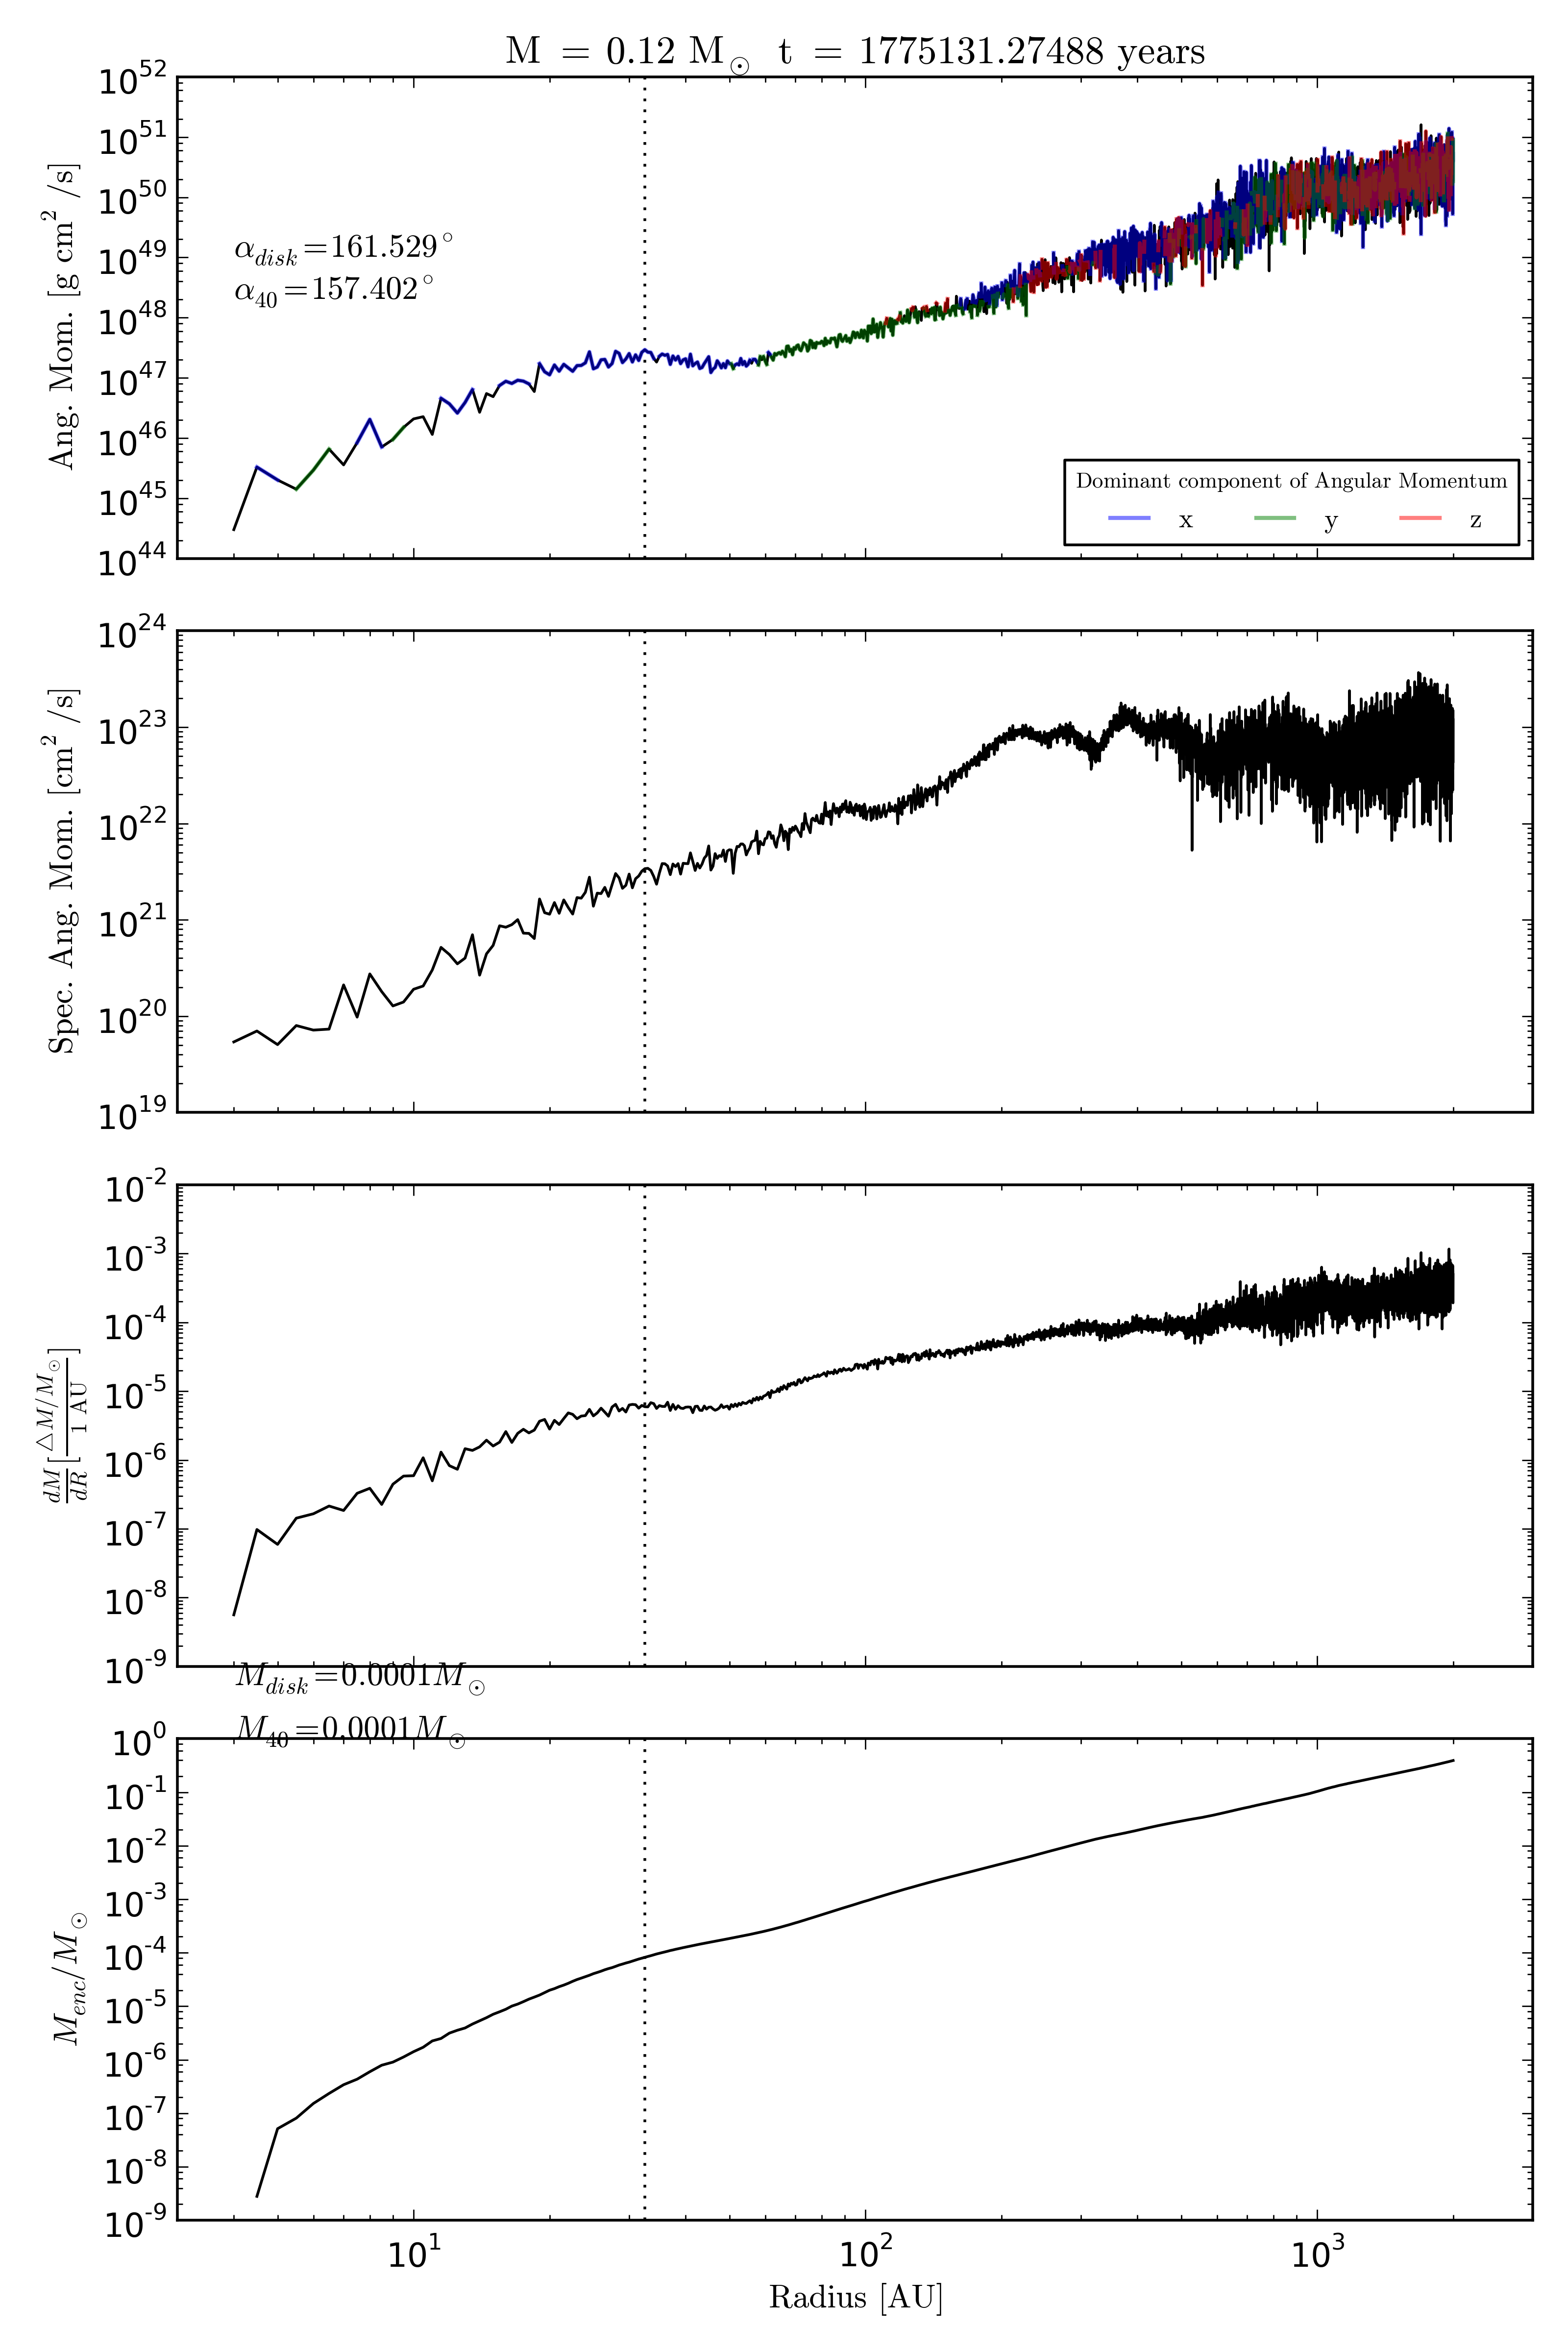 M = 0.12 M⊙ t = 1775131.27488 years
10^52
10^51
10^50
10^49
10^48
10^47
10^46
10^45
10^44
Ang. Mom. [g cm^2 /s]
α_disk=161.529°
α_40=157.402°
Dominant component of Angular Momentum
x y z
10^24
10^23
10^22
10^21
10^20
10^19
Spec. Ang. Mom. [cm^2 /s]
10^-2
10^-3
10^-4
10^-5
10^-6
10^-7
10^-8
10^-9
dM/dR [△M/M⊙ / 1 AU]
M_disk=0.0001M⊙
M_40=0.0001M⊙
10^0
10^-1
10^-2
10^-3
10^-4
10^-5
10^-6
10^-7
10^-8
10^-9
M_enc/M⊙
10^1 10^2 10^3
Radius [AU]